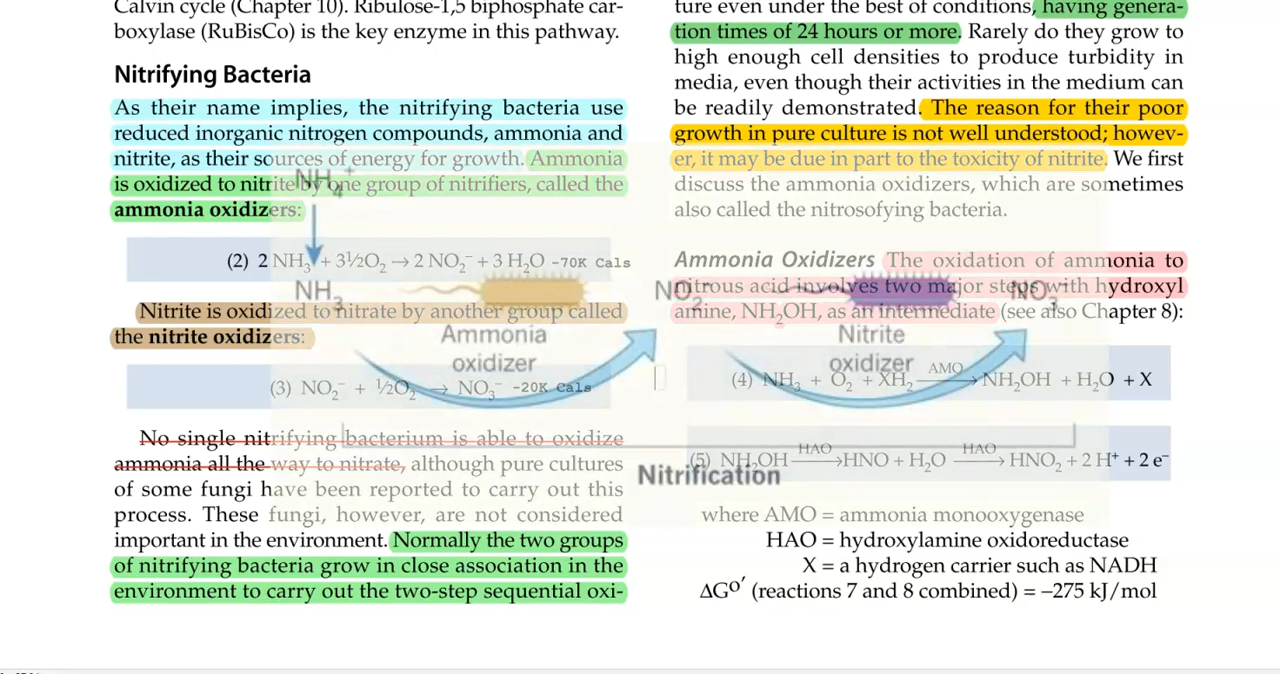 Calvin cycle (Chapter 10). Ribulose-1,5 biphosphate car-
boxylase (RuBisCo) is the key enzyme in this pathway.
Nitrifying Bacteria
As their name implies, the nitrifying bacteria use
reduced inorganic nitrogen compounds, ammonia and
nitrite, as their sources of energy for growth. Ammonia
is oxidized to nitrite by one group of nitrifiers, called the
ammonia oxidizers:
(2) 2 NH₃ + 3½O₂ → 2 NO₂⁻ + 3 H₂O -70K Cals
Nitrite is oxidized to nitrate by another group called
the nitrite oxidizers:
(3) NO₂⁻ + ½O₂ → NO₃⁻ -20K Cals
No single nitrifying bacterium is able to oxidize
ammonia all the way to nitrate, although pure cultures
of some fungi have been reported to carry out this
process. These fungi, however, are not considered
important in the environment. Normally the two groups
of nitrifying bacteria grow in close association in the
environment to carry out the two-step sequential oxi-
ture even under the best of conditions, having genera-
tion times of 24 hours or more. Rarely do they grow to
high enough cell densities to produce turbidity in
media, even though their activities in the medium can
be readily demonstrated. The reason for their poor
growth in pure culture is not well understood; howev-
er, it may be due in part to the toxicity of nitrite. We first
discuss the ammonia oxidizers, which are sometimes
also called the nitrosofying bacteria.
Ammonia Oxidizers The oxidation of ammonia to
nitrous acid involves two major steps with hydroxyl
amine, NH₂OH, as an intermediate (see also Chapter 8):
(4) NH₃ + O₂ + XH₂ AMO → NH₂OH + H₂O + X
(5) NH₂OH HAO → HNO + H₂O HAO → HNO₂ + 2 H⁺ + 2 e⁻
where AMO = ammonia monooxygenase
HAO = hydroxylamine oxidoreductase
X = a hydrogen carrier such as NADH
ΔG⁰′ (reactions 7 and 8 combined) = −275 kJ/mol
NH₄⁺
NH₃
Ammonia
oxidizer
NO₂⁻
Nitrite
oxidizer
NO₃⁻
Nitrification